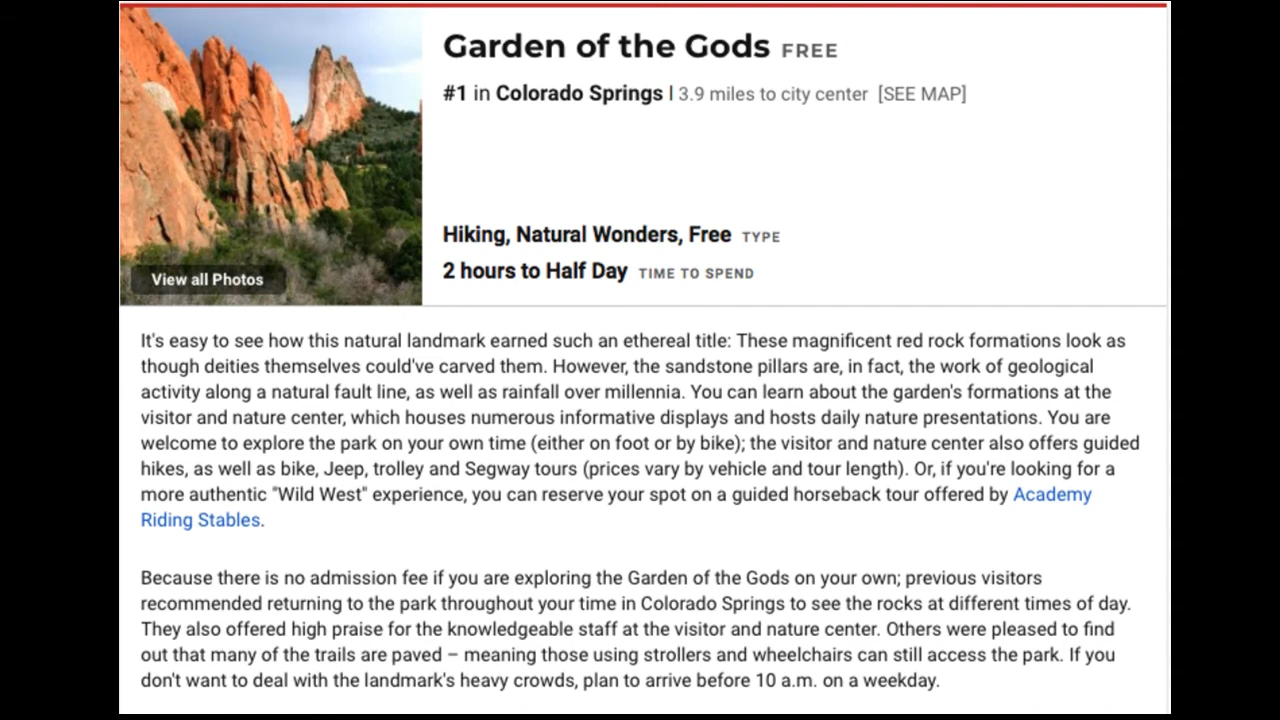 Garden of the Gods FREE
#1 in Colorado Springs | 3.9 miles to city center [SEE MAP]
Hiking, Natural Wonders, Free TYPE
2 hours to Half Day TIME TO SPEND
View all Photos
It's easy to see how this natural landmark earned such an ethereal title: These magnificent red rock formations look as
though deities themselves could've carved them. However, the sandstone pillars are, in fact, the work of geological
activity along a natural fault line, as well as rainfall over millennia. You can learn about the garden's formations at the
visitor and nature center, which houses numerous informative displays and hosts daily nature presentations. You are
welcome to explore the park on your own time (either on foot or by bike); the visitor and nature center also offers guided
hikes, as well as bike, Jeep, trolley and Segway tours (prices vary by vehicle and tour length). Or, if you're looking for a
more authentic "Wild West" experience, you can reserve your spot on a guided horseback tour offered by Academy
Riding Stables.
Because there is no admission fee if you are exploring the Garden of the Gods on your own; previous visitors
recommended returning to the park throughout your time in Colorado Springs to see the rocks at different times of day.
They also offered high praise for the knowledgeable staff at the visitor and nature center. Others were pleased to find
out that many of the trails are paved – meaning those using strollers and wheelchairs can still access the park. If you
don't want to deal with the landmark's heavy crowds, plan to arrive before 10 a.m. on a weekday.